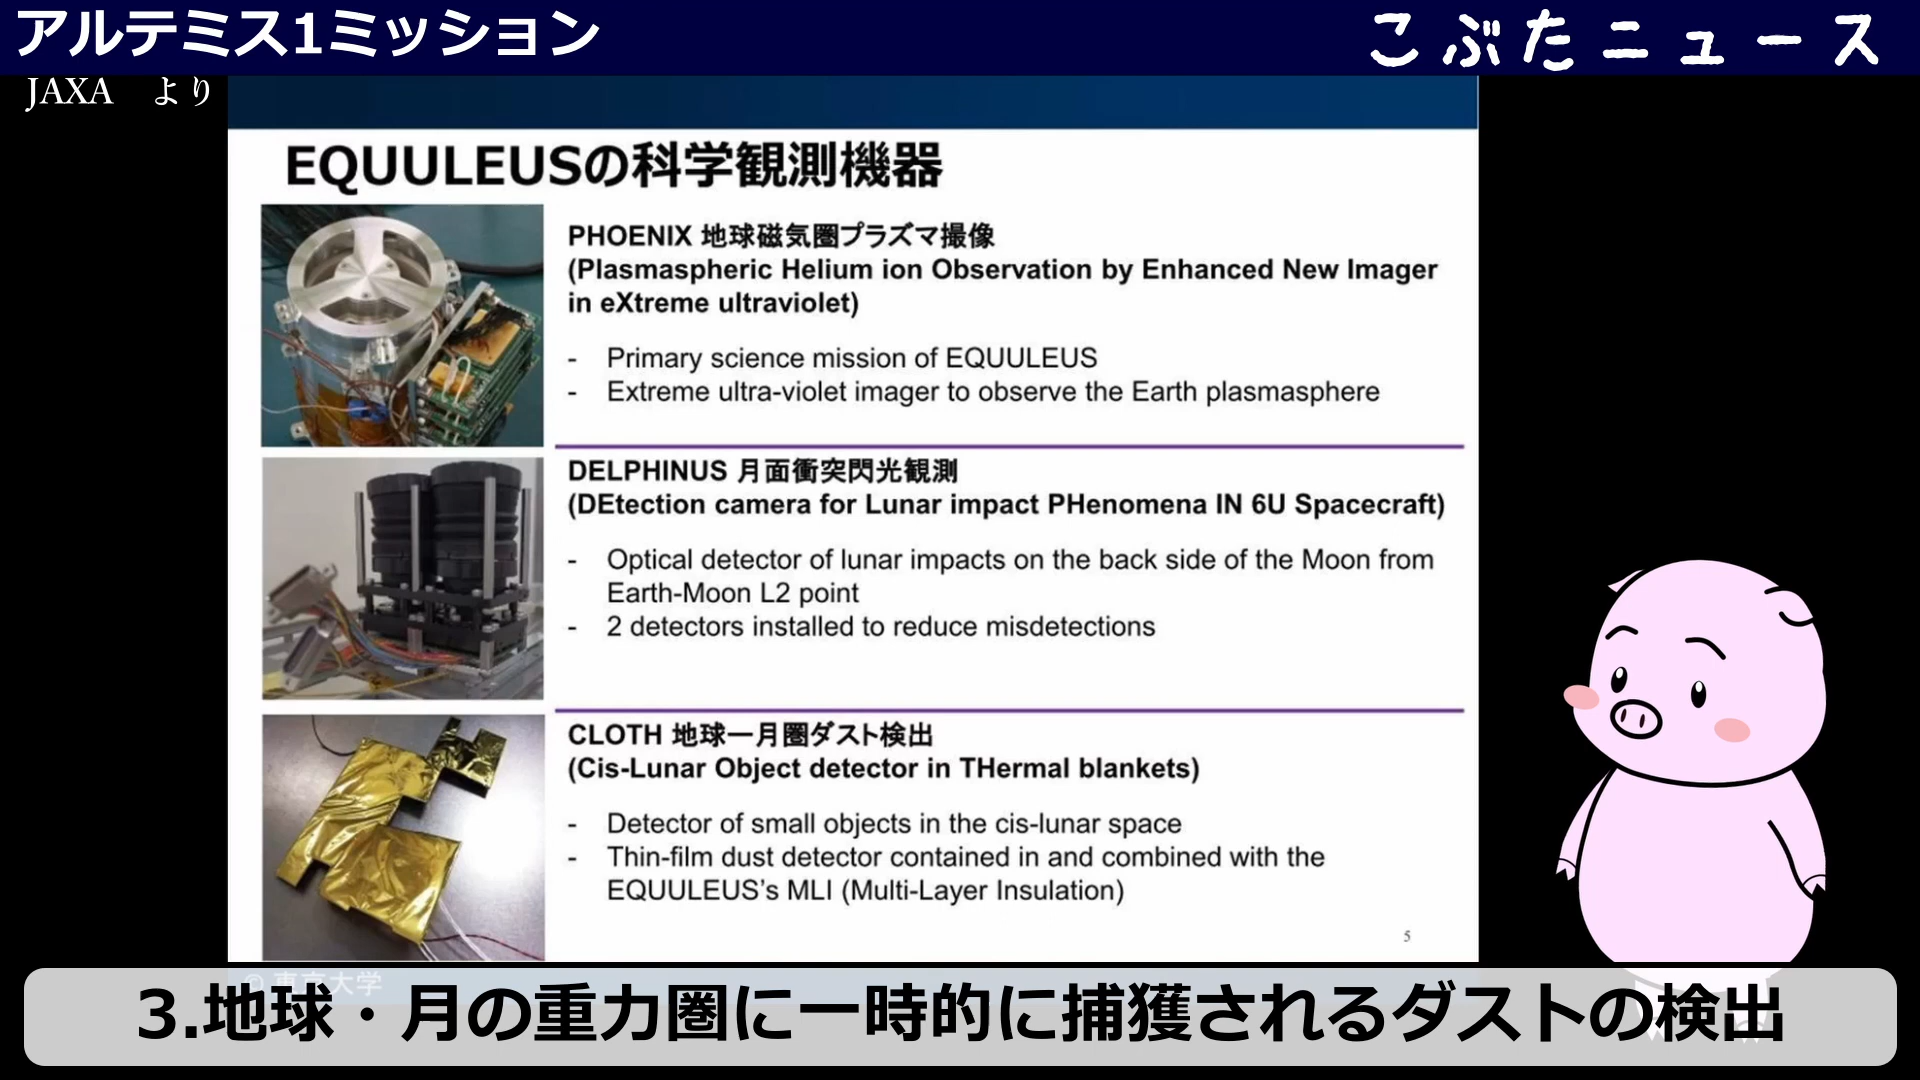 アルテミス1ミッション
こぶたニュース
JAXA　より
EQUULEUSの科学観測機器
PHOENIX 地球磁気圏プラズマ撮像
(Plasmaspheric Helium ion Observation by Enhanced New Imager
in eXtreme ultraviolet)
- Primary science mission of EQUULEUS
- Extreme ultra-violet imager to observe the Earth plasmasphere
DELPHINUS 月面衝突閃光観測
(DEtection camera for Lunar impact PHenomena IN 6U Spacecraft)
- Optical detector of lunar impacts on the back side of the Moon from
Earth-Moon L2 point
- 2 detectors installed to reduce misdetections
CLOTH 地球ー月圏ダスト検出
(Cis-Lunar Object detector in THermal blankets)
- Detector of small objects in the cis-lunar space
- Thin-film dust detector contained in and combined with the
EQUULEUS's MLI (Multi-Layer Insulation)
5
© 東京大学
3.地球・月の重力圏に一時的に捕獲されるダストの検出